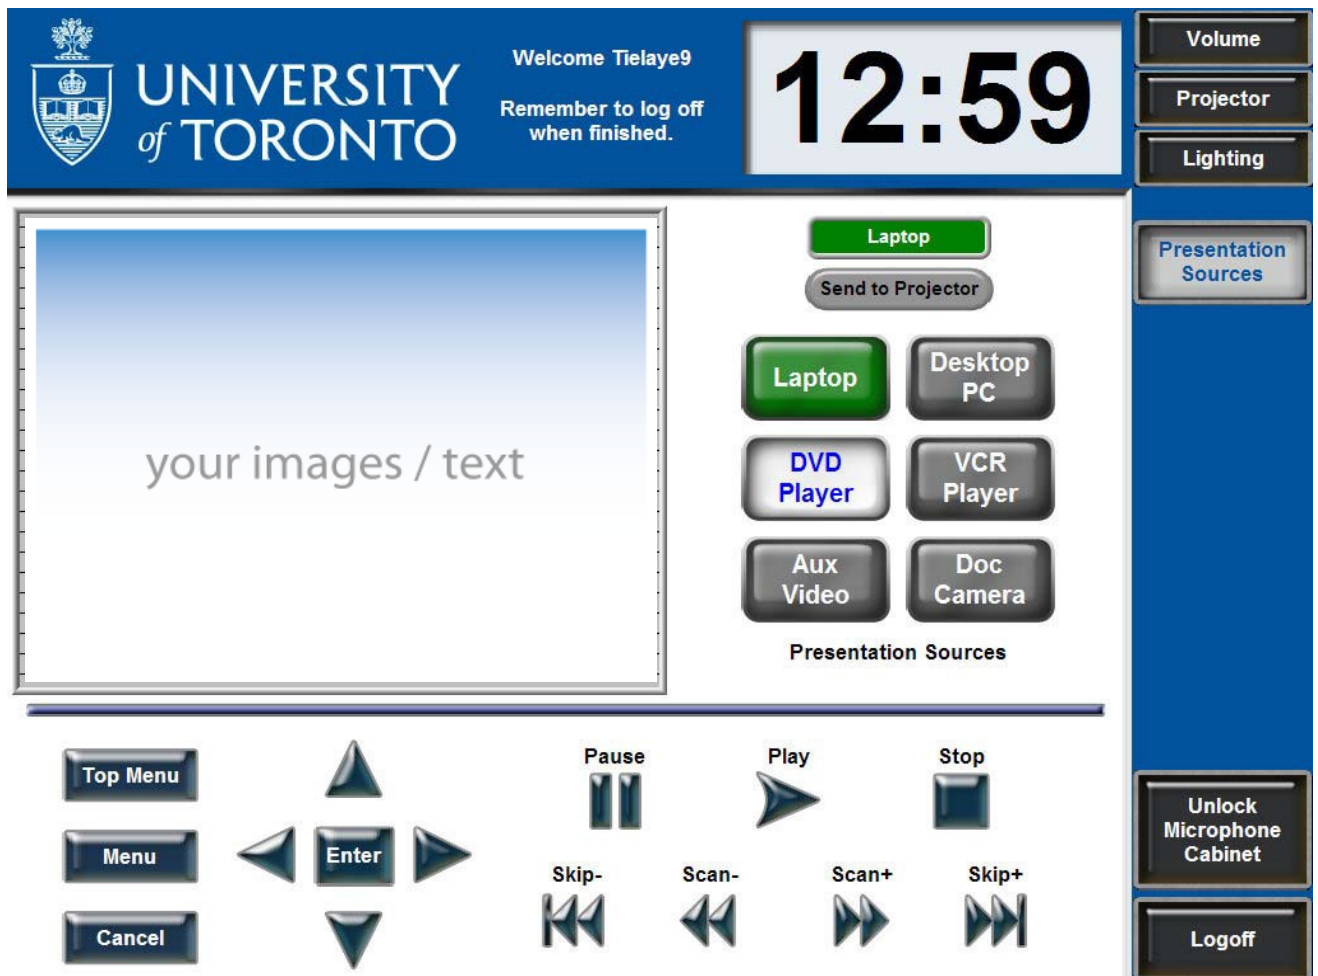 UNIVERSITY
of TORONTO
Welcome Tielaye9
Remember to log off
when finished.
12:59
Volume
Projector
Lighting
Presentation
Sources
your images / text
Laptop
Send to Projector
Laptop
Desktop
PC
DVD
Player
VCR
Player
Aux
Video
Doc
Camera
Presentation Sources
Top Menu
Menu
Cancel
Enter
Pause
Play
Stop
Skip-
Scan-
Scan+
Skip+
Unlock
Microphone
Cabinet
Logoff